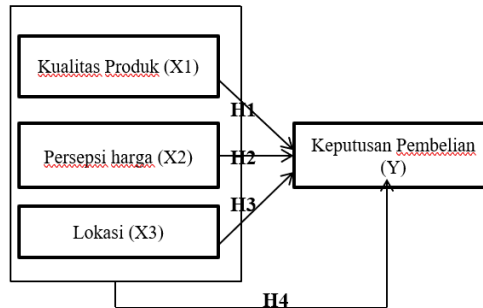 Kualitas Produk (X1)
H1
Persepsi harga (X2)
H2
Keputusan Pembelian
(Y)
H3
Lokasi (X3)
H4